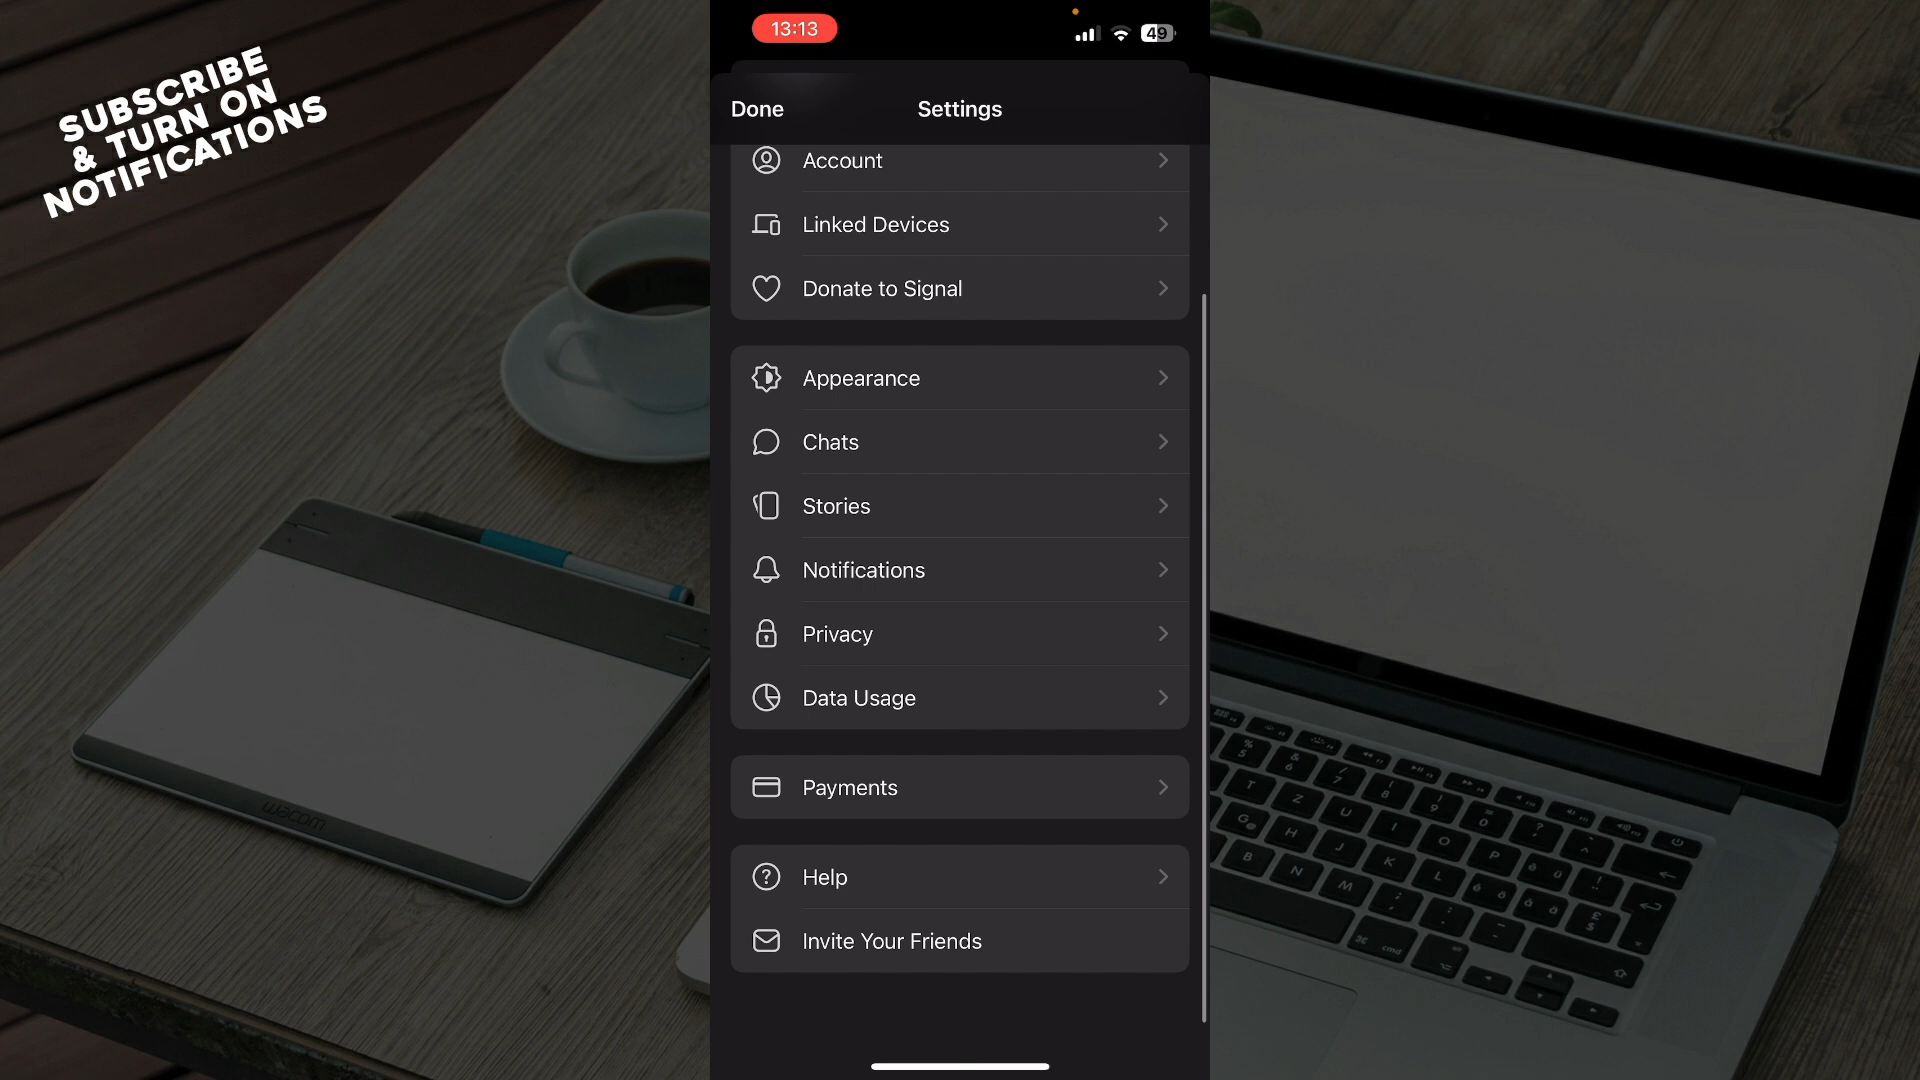 SUBSCRIBE
& TURN ON
NOTIFICATIONS
13:13
49
Done
Settings
Account
Linked Devices
Donate to Signal
Appearance
Chats
Stories
Notifications
Privacy
Data Usage
Payments
Help
Invite Your Friends
wacom